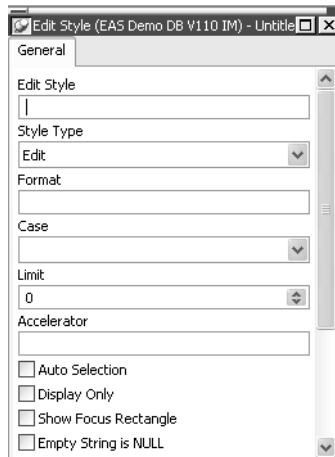 Edit Style (EAS Demo DB V110 IM) - Untitle
General
Edit Style
Style Type
Edit
Format
Case
Limit
0
Accelerator
Auto Selection
Display Only
Show Focus Rectangle
Empty String is NULL